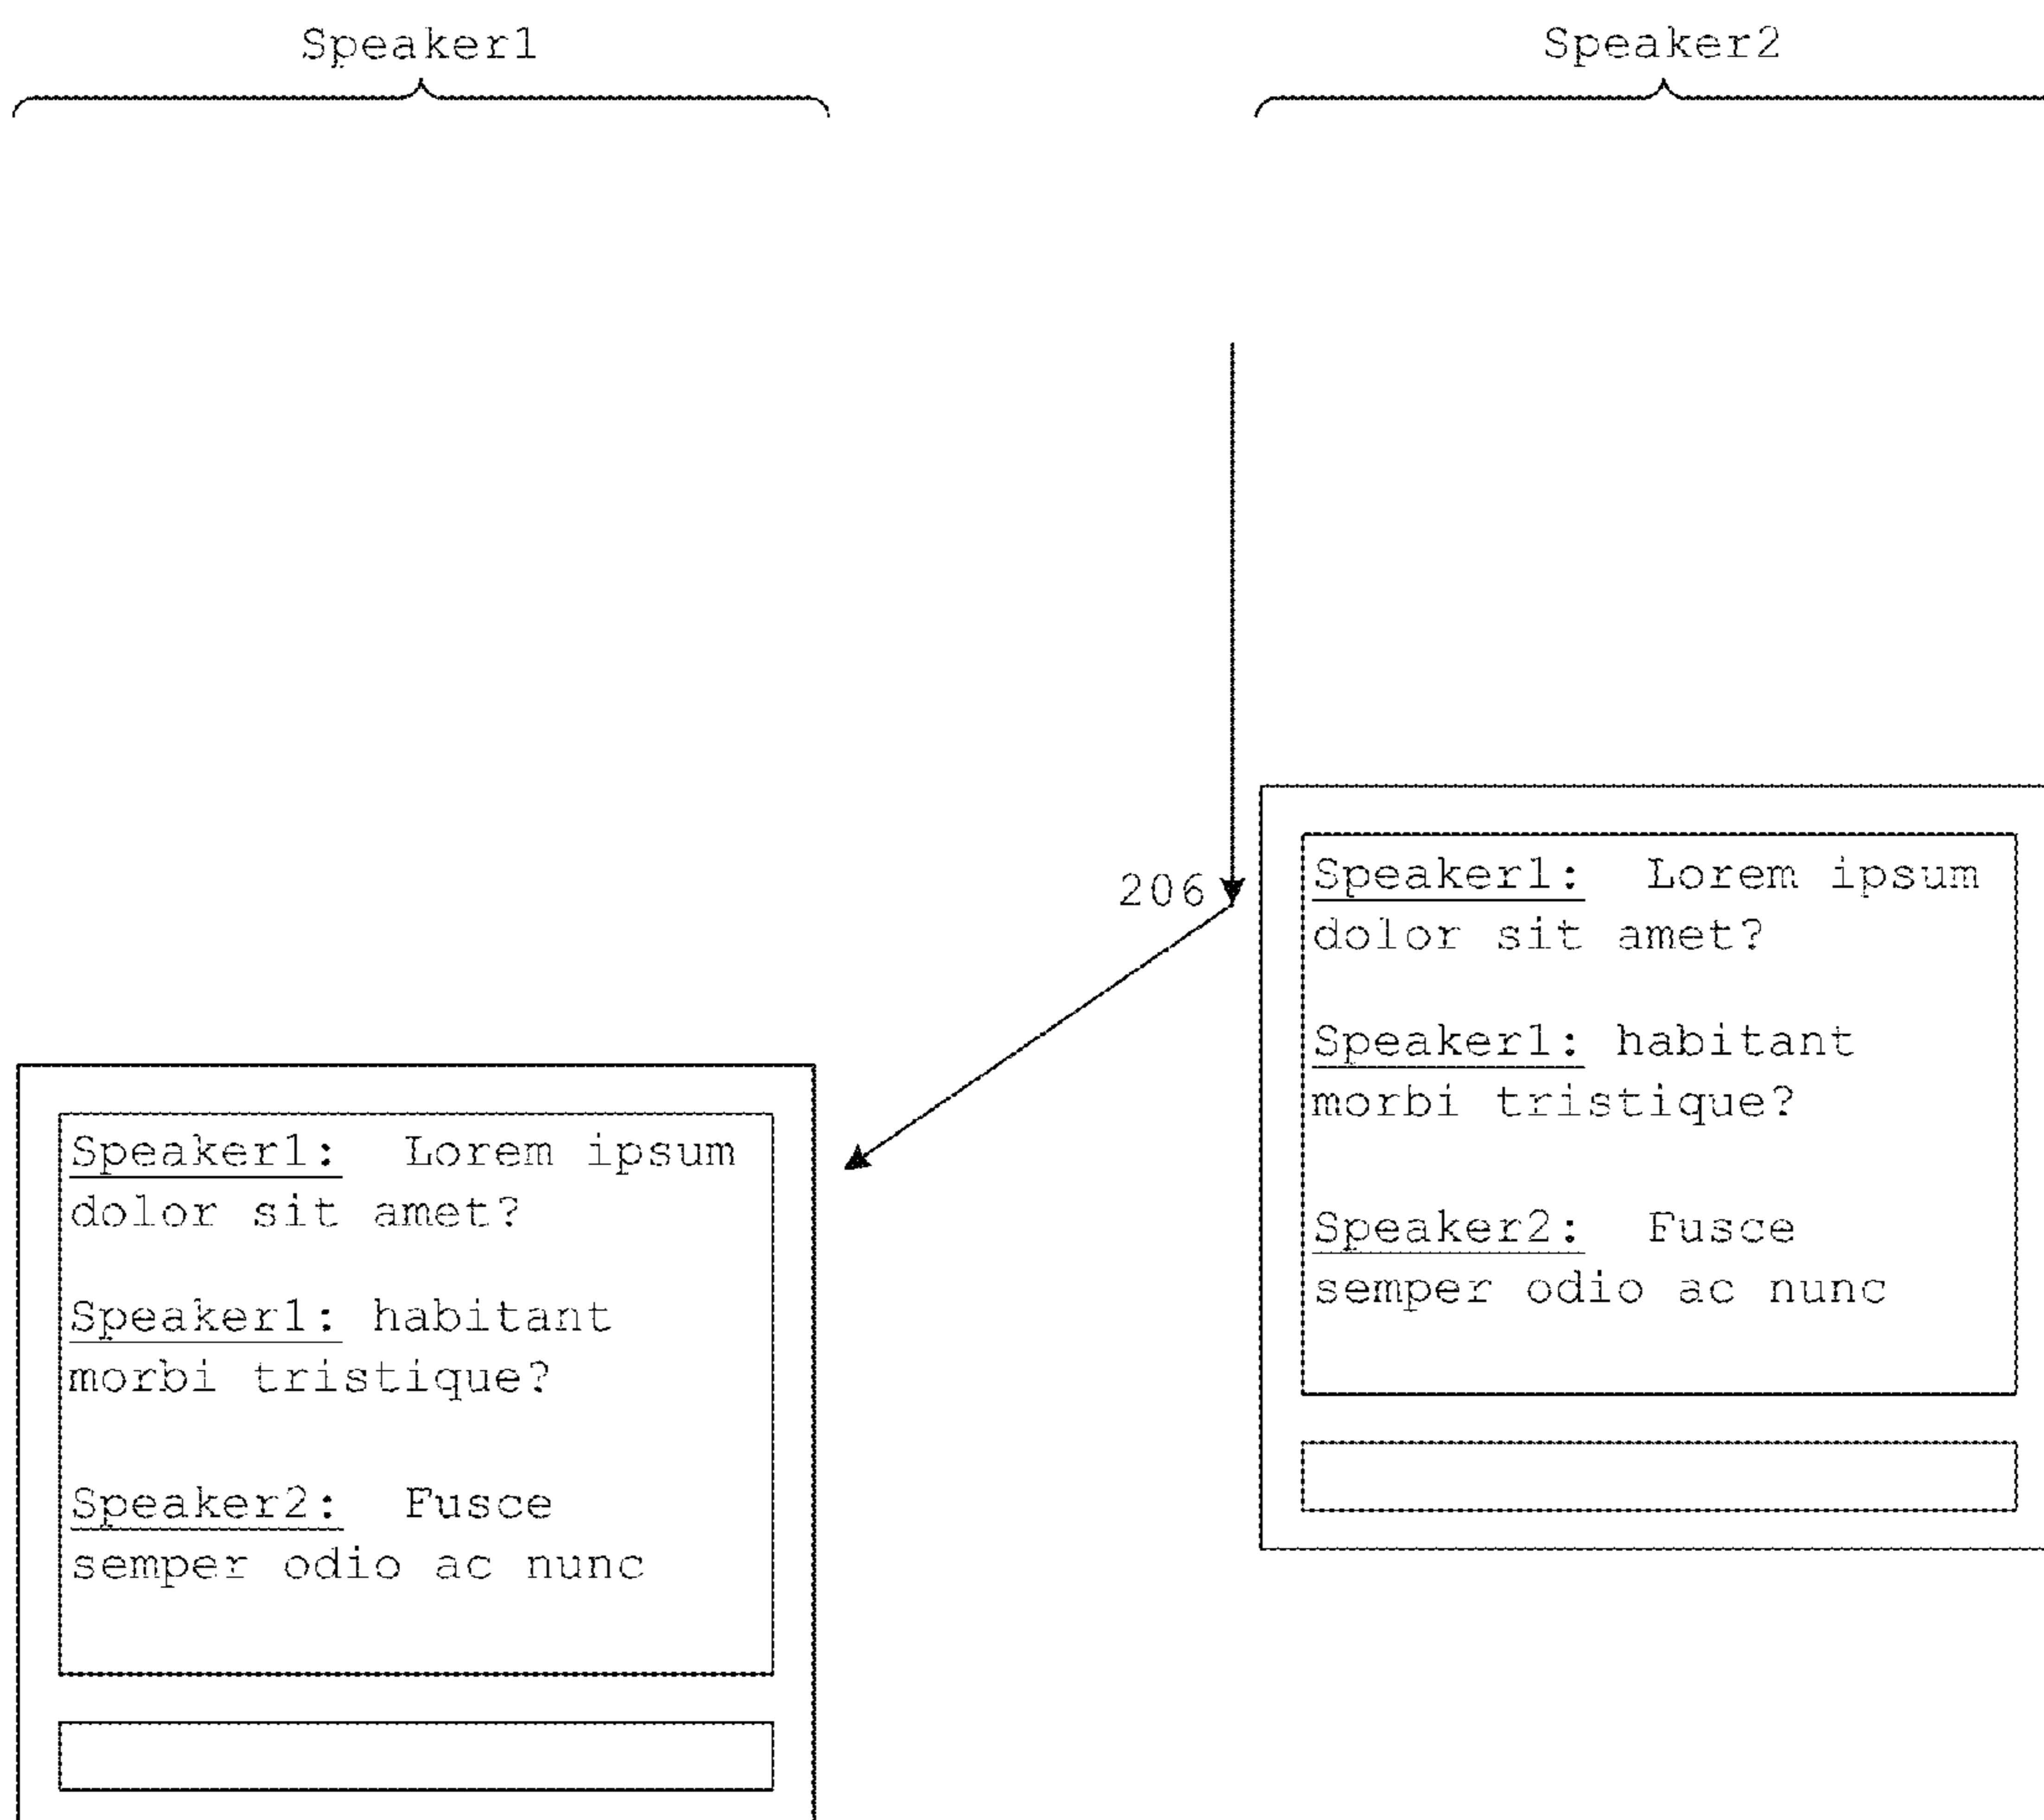 Speaker1
Speaker2
206
Speaker1:  Lorem ipsum
dolor sit amet?
Speaker1: habitant
morbi tristique?
Speaker2:  Fusce
semper odio ac nunc
Speaker1:  Lorem ipsum
dolor sit amet?
Speaker1: habitant
morbi tristique?
Speaker2:  Fusce
semper odio ac nunc